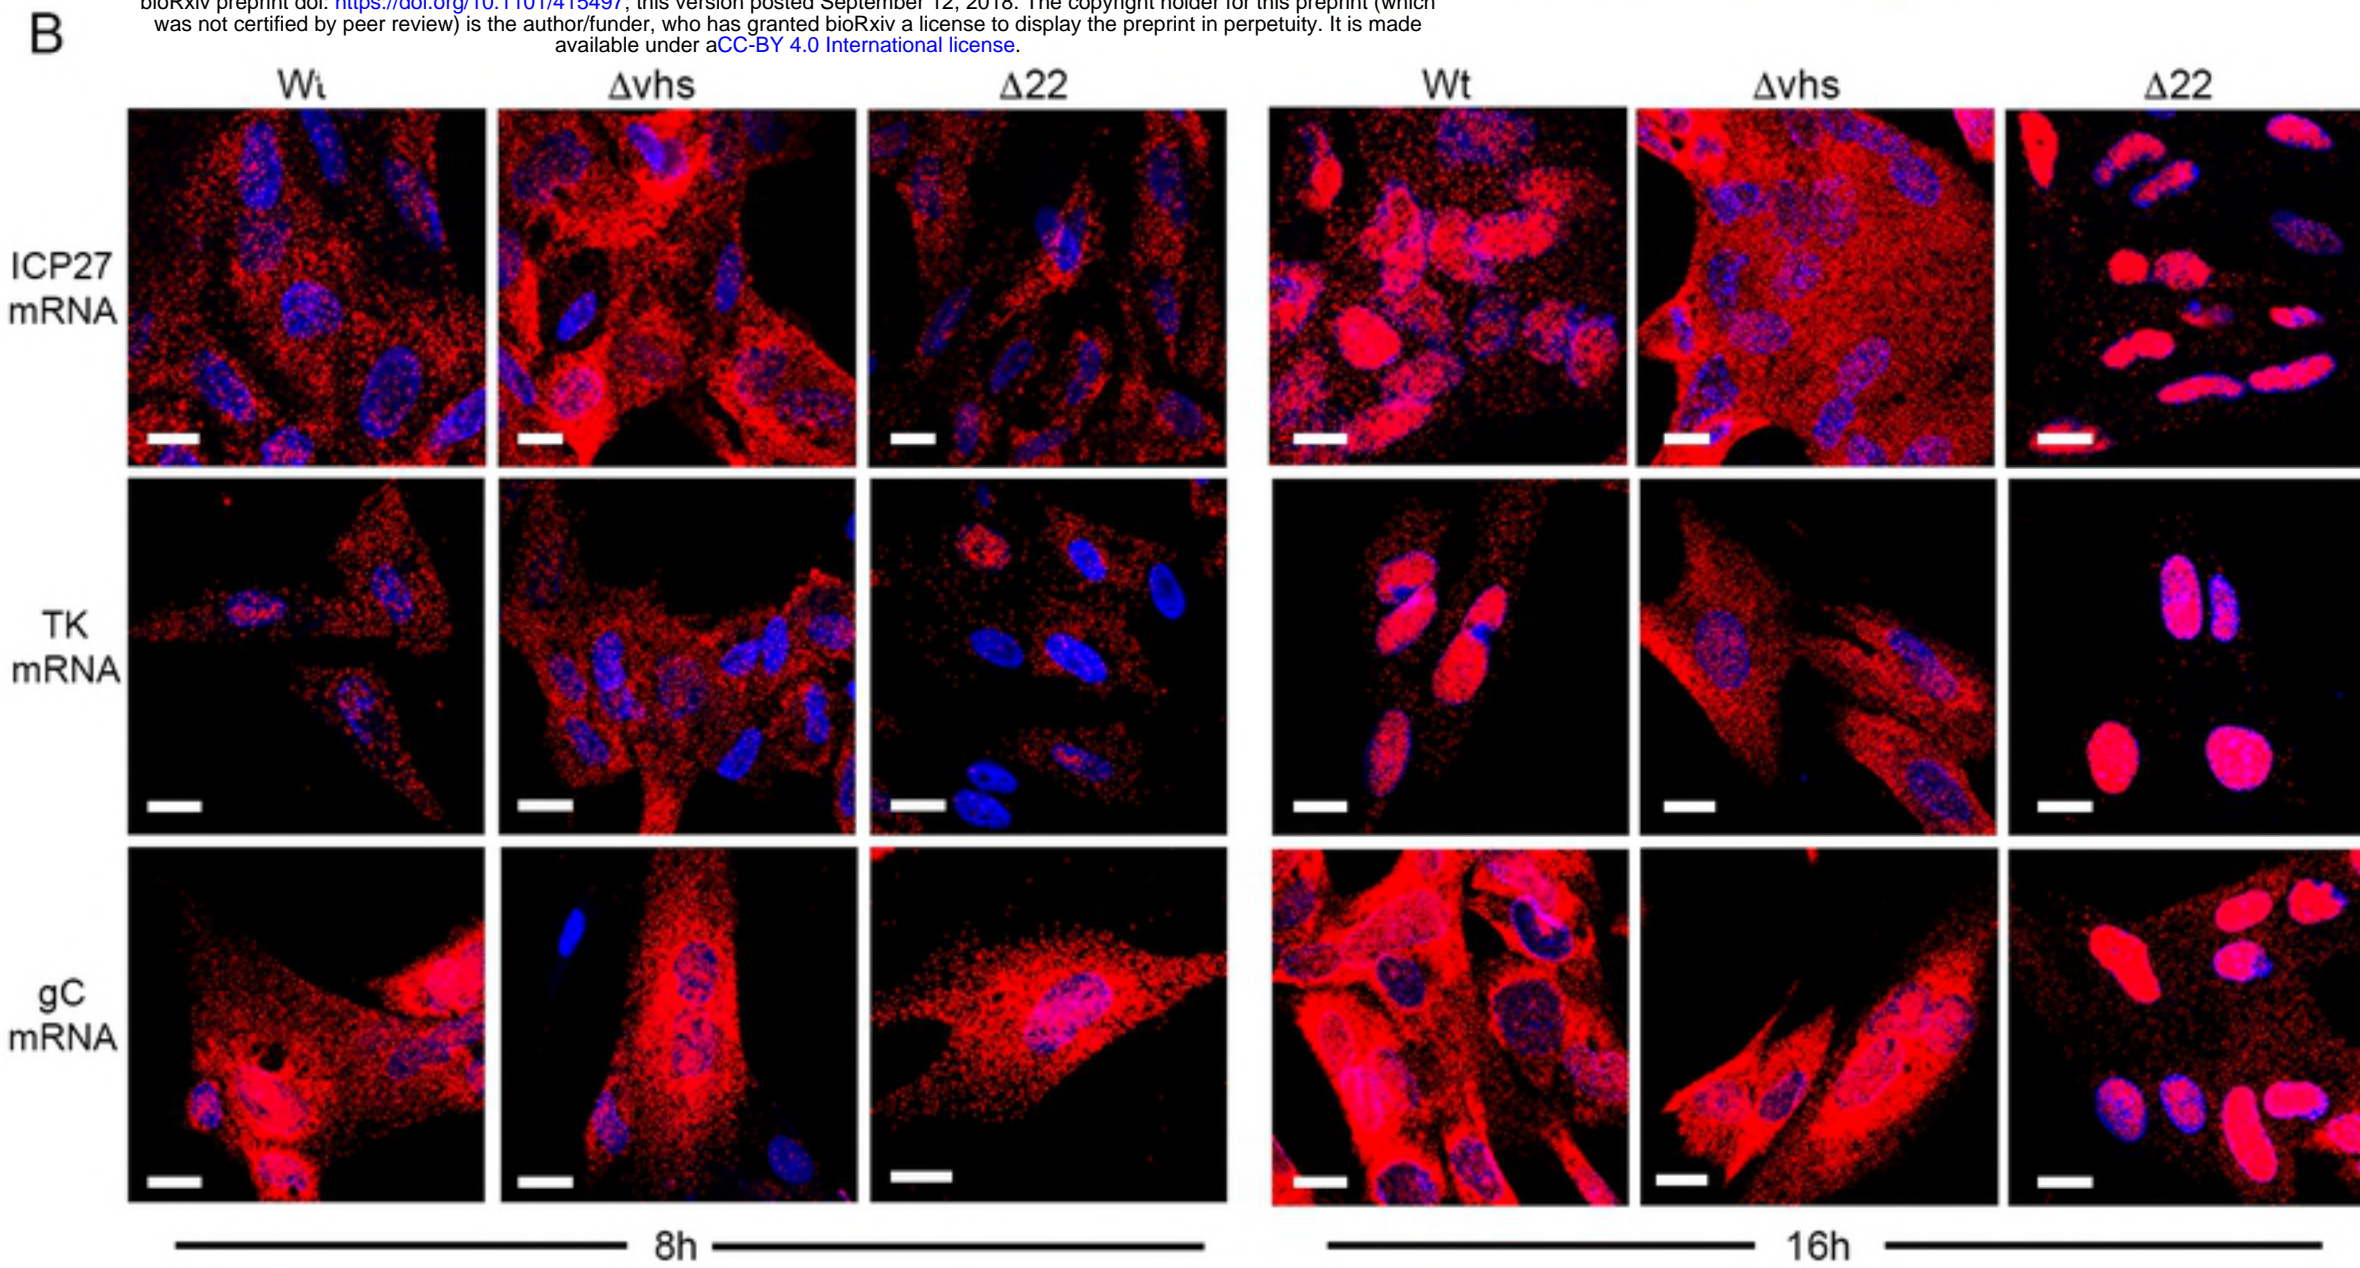 bioRxiv preprint doi: https://doi.org/10.1101/415497; this version posted September 12, 2018. The copyright holder for this preprint (which
was not certified by peer review) is the author/funder, who has granted bioRxiv a license to display the preprint in perpetuity. It is made
available under aCC-BY 4.0 International license.
B
Wt Δvhs Δ22 Wt Δvhs Δ22
ICP27
mRNA
TK
mRNA
gC
mRNA
8h 16h